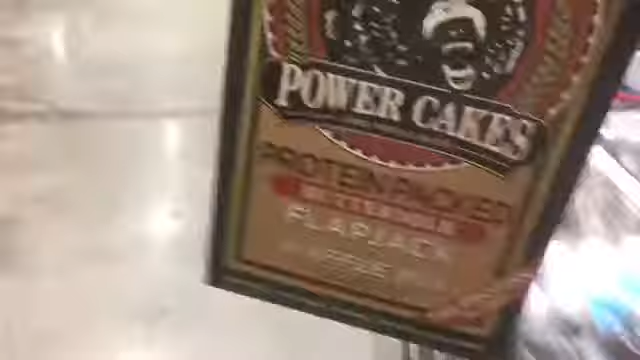 POWER CAKES
PROTEIN PACKED
BUTTERMILK
FLAPJACK